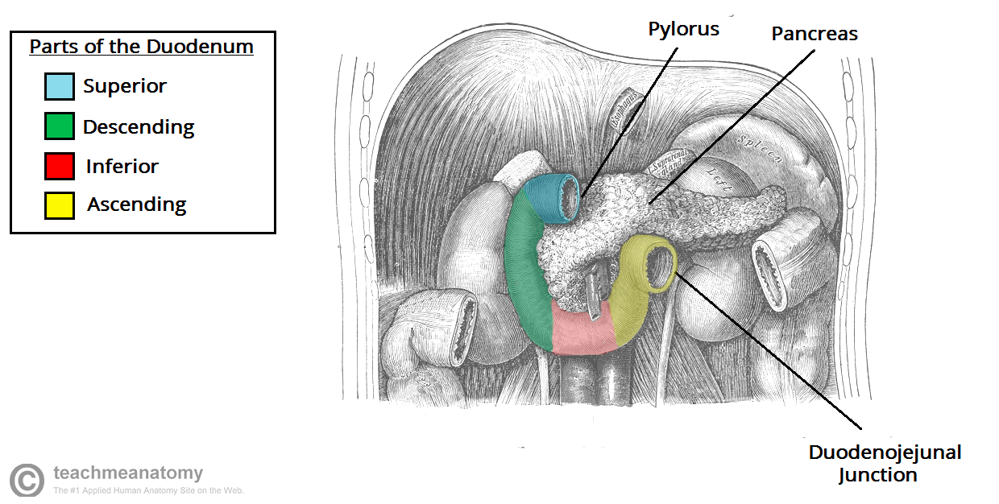 Parts of the Duodenum
Superior
Descending
Inferior
Ascending
Pylorus
Pancreas
Esophagus
Spleen
Suprarenal
gland
Left
Duodenojejunal
Junction
© teachmeanatomy
The #1 Applied Human Anatomy Site on the Web.